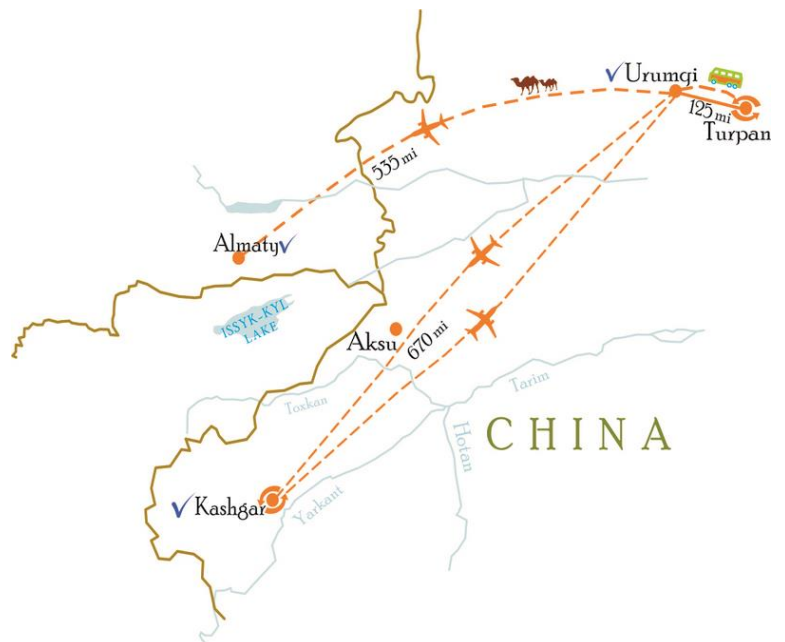 Urumqi
125 mi
Turpan
535 mi
Almaty
ISSYK-KYL
LAKE
Aksu
670 mi
Toxkan
Tarim
CHINA
Hotan
Kashgar
Yarkant